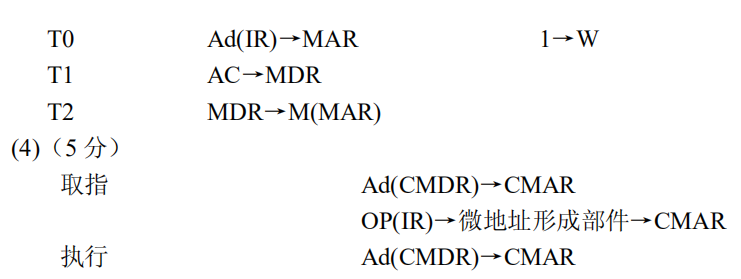 T0 Ad(IR)→MAR 1→W
T1 AC→MDR
T2 MDR→M(MAR)
(4)（5 分）
取指 Ad(CMDR)→CMAR
OP(IR)→微地址形成部件→CMAR
执行 Ad(CMDR)→CMAR